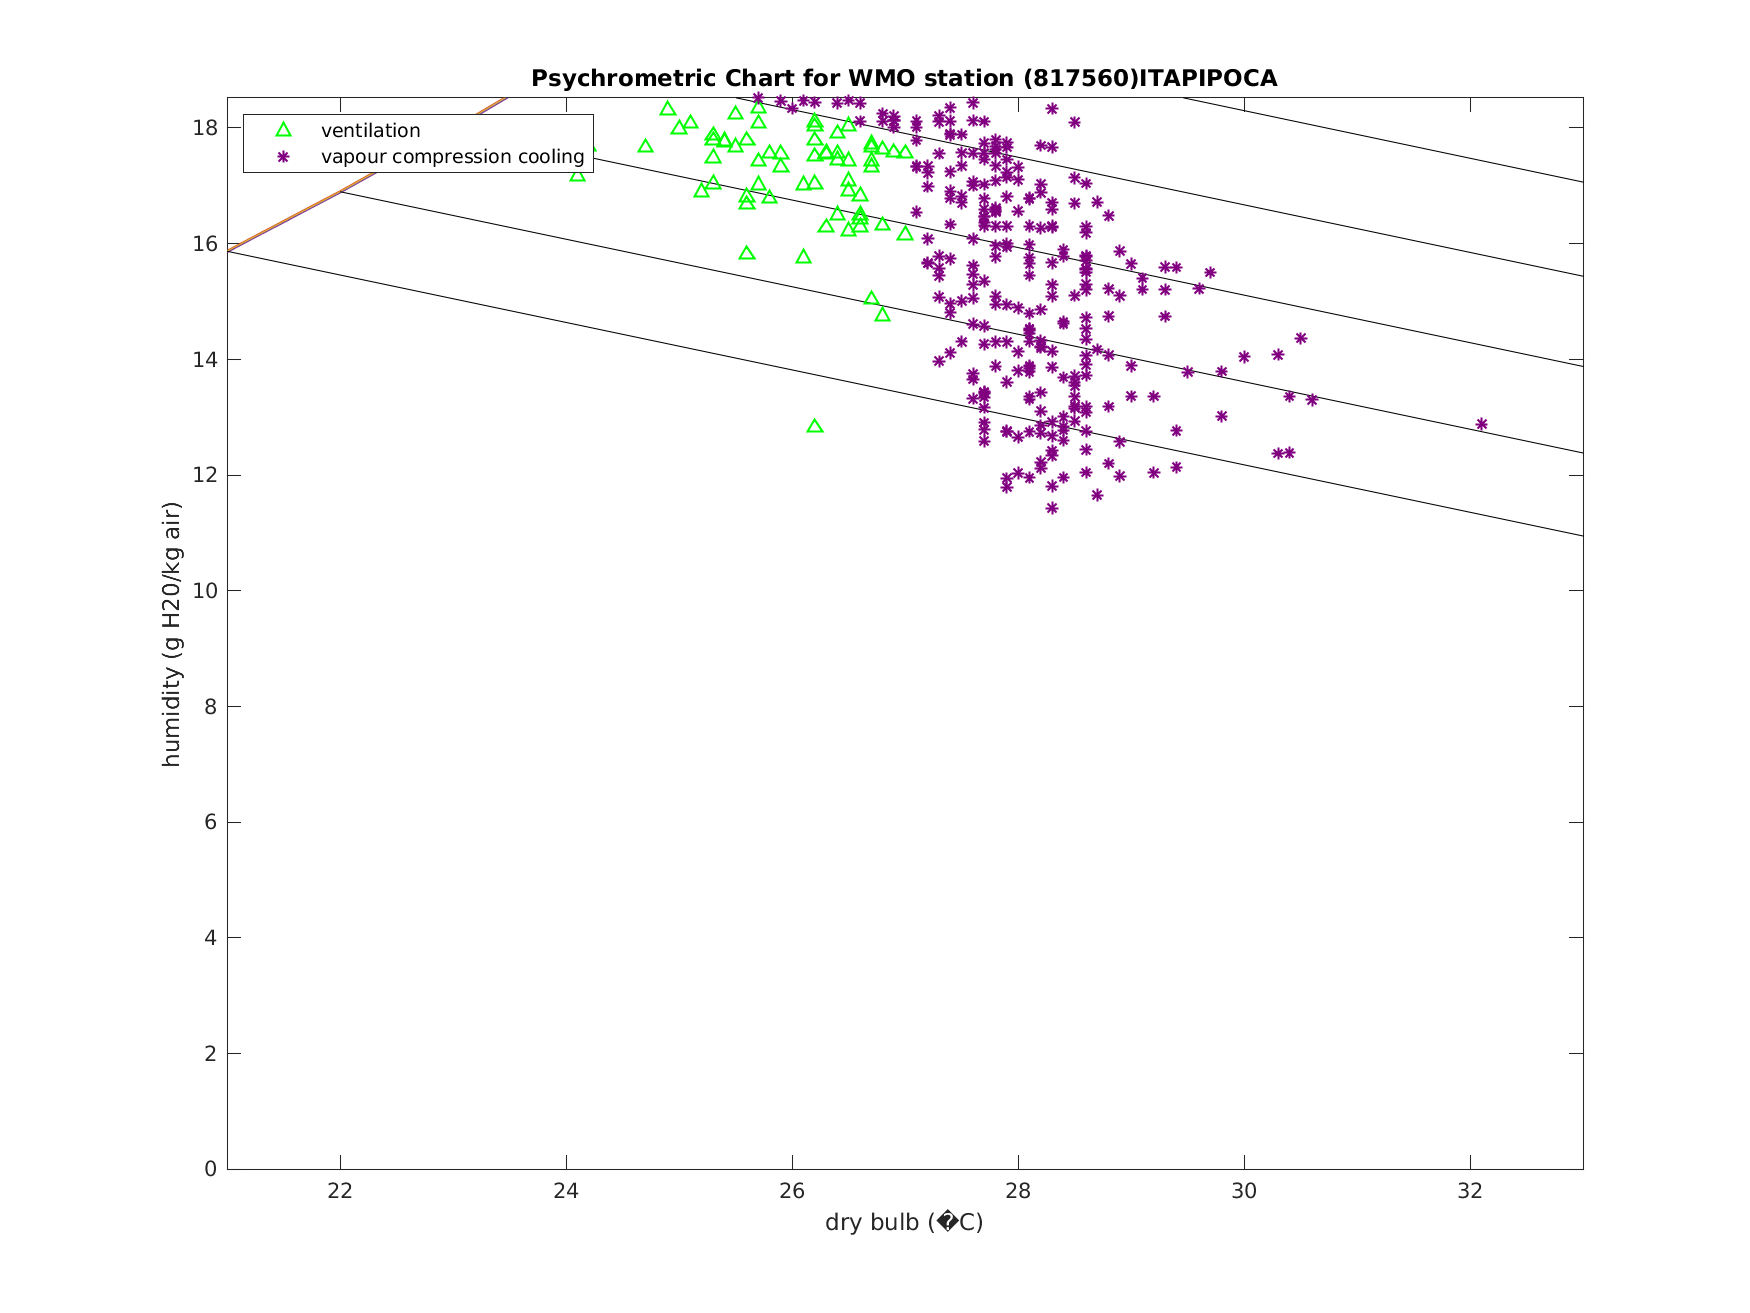 Psychrometric Chart for WMO station (817560)ITAPIPOCA
ventilation
vapour compression cooling
18
16
14
12
10
8
6
4
2
0
humidity (g H20/kg air)
22 24 26 28 30 32
dry bulb (�C)